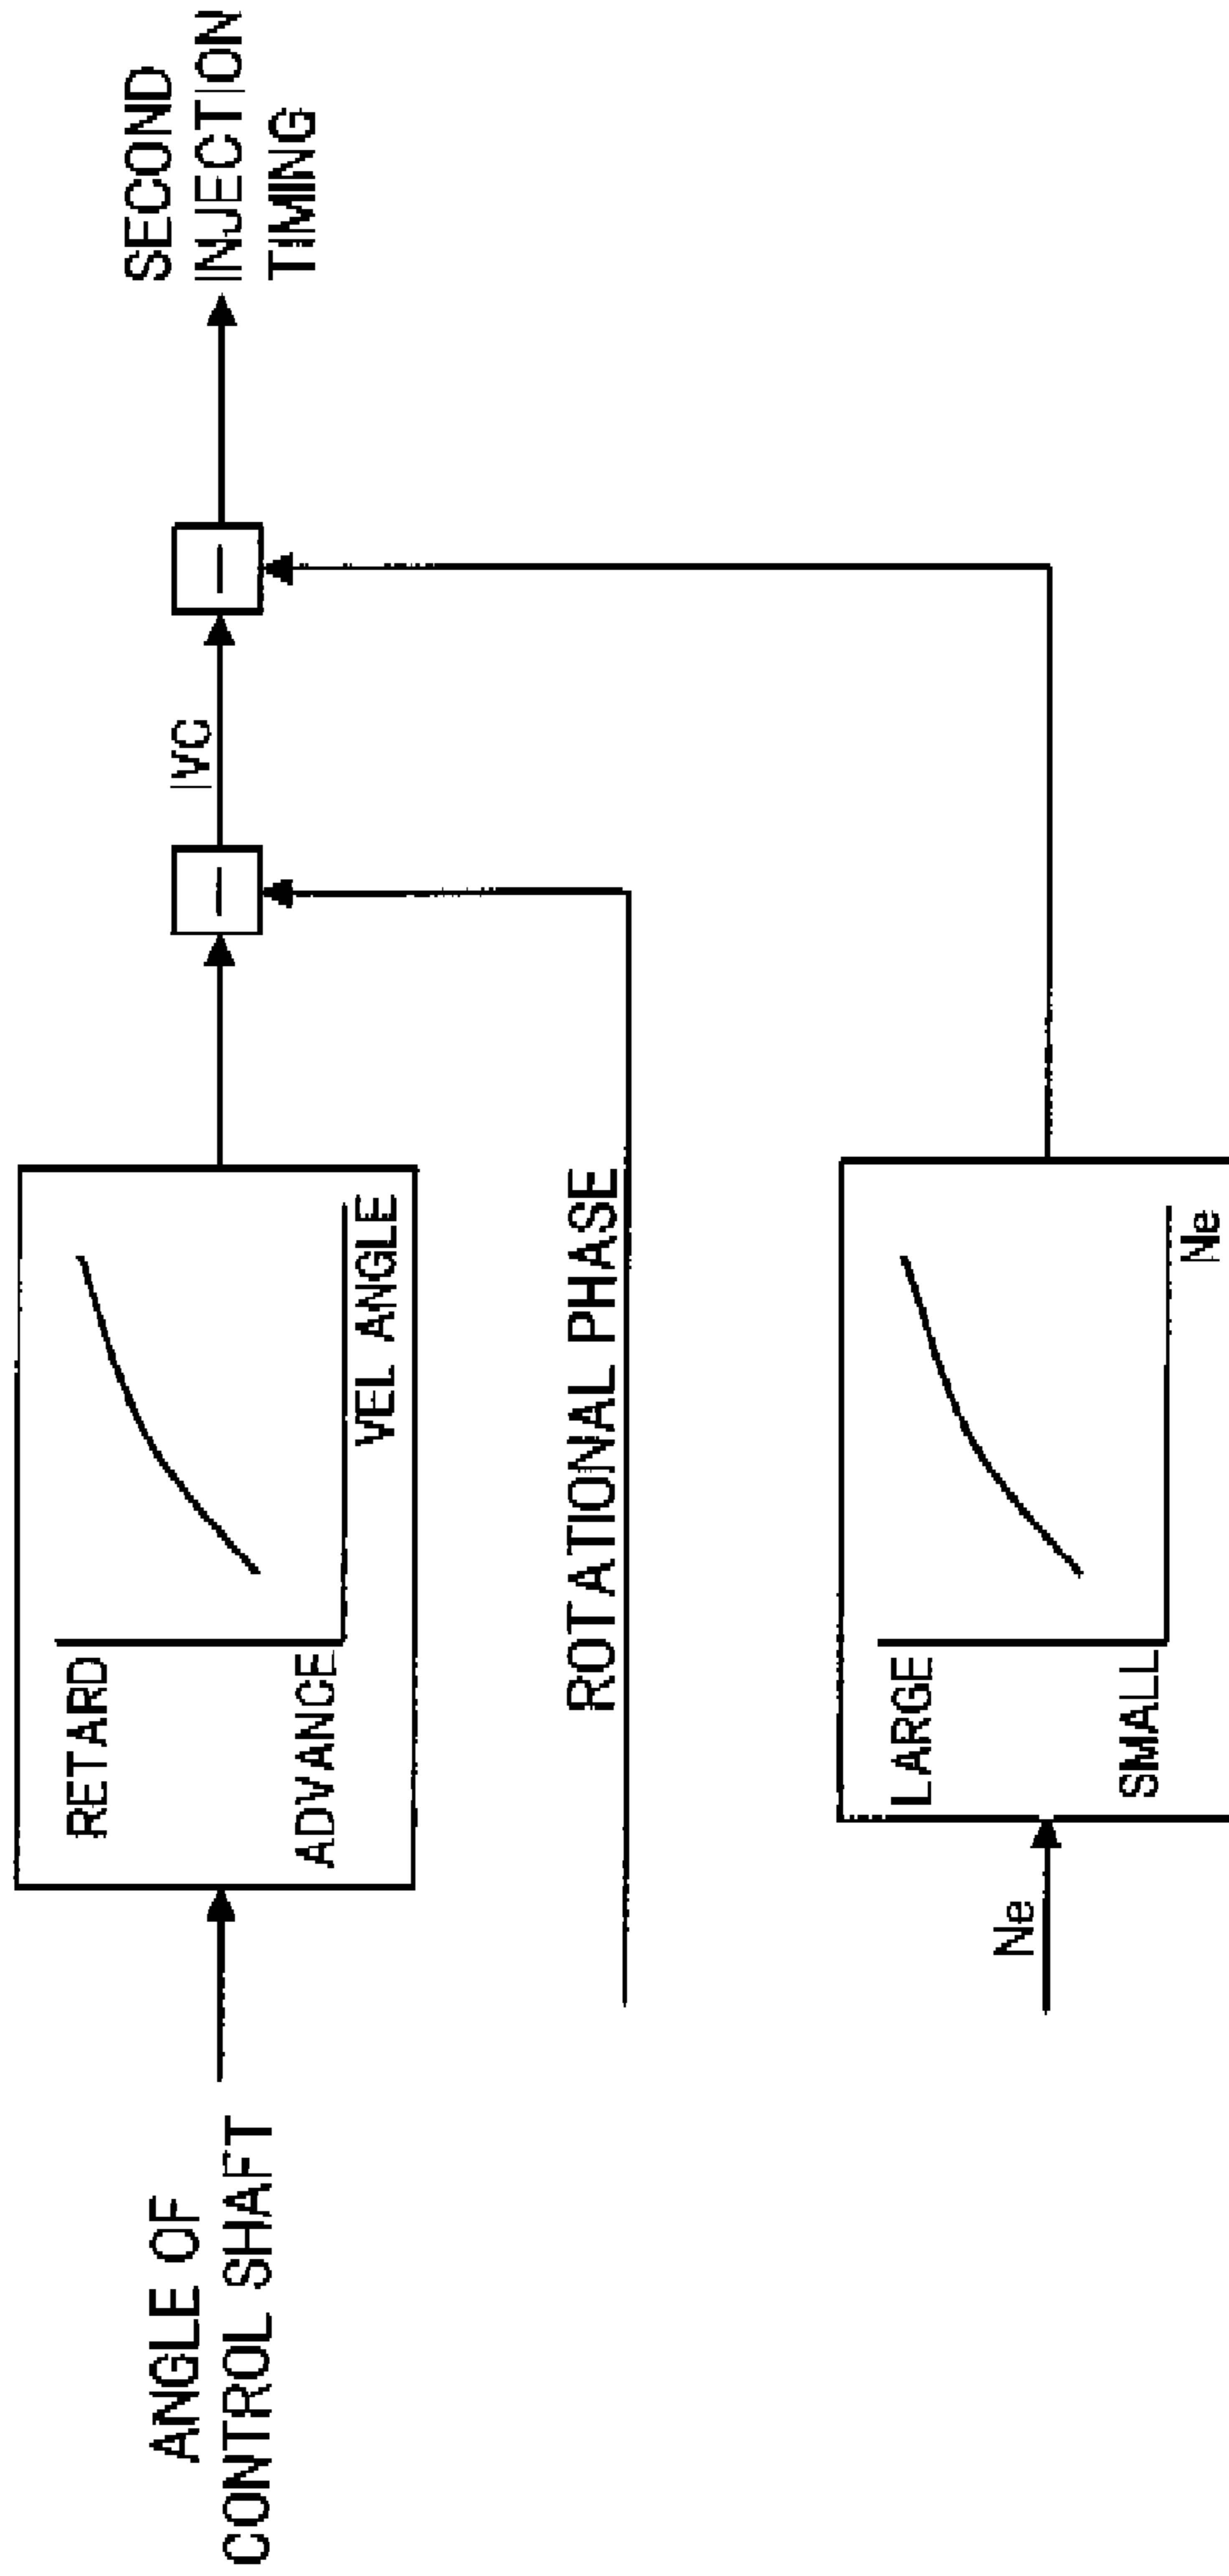 ANGLE OF
CONTROL SHAFT
RETARD
ADVANCE
VEL ANGLE
−
IVC
−
SECOND
INJECTION
TIMING
ROTATIONAL PHASE
Ne
LARGE
SMALL
Ne